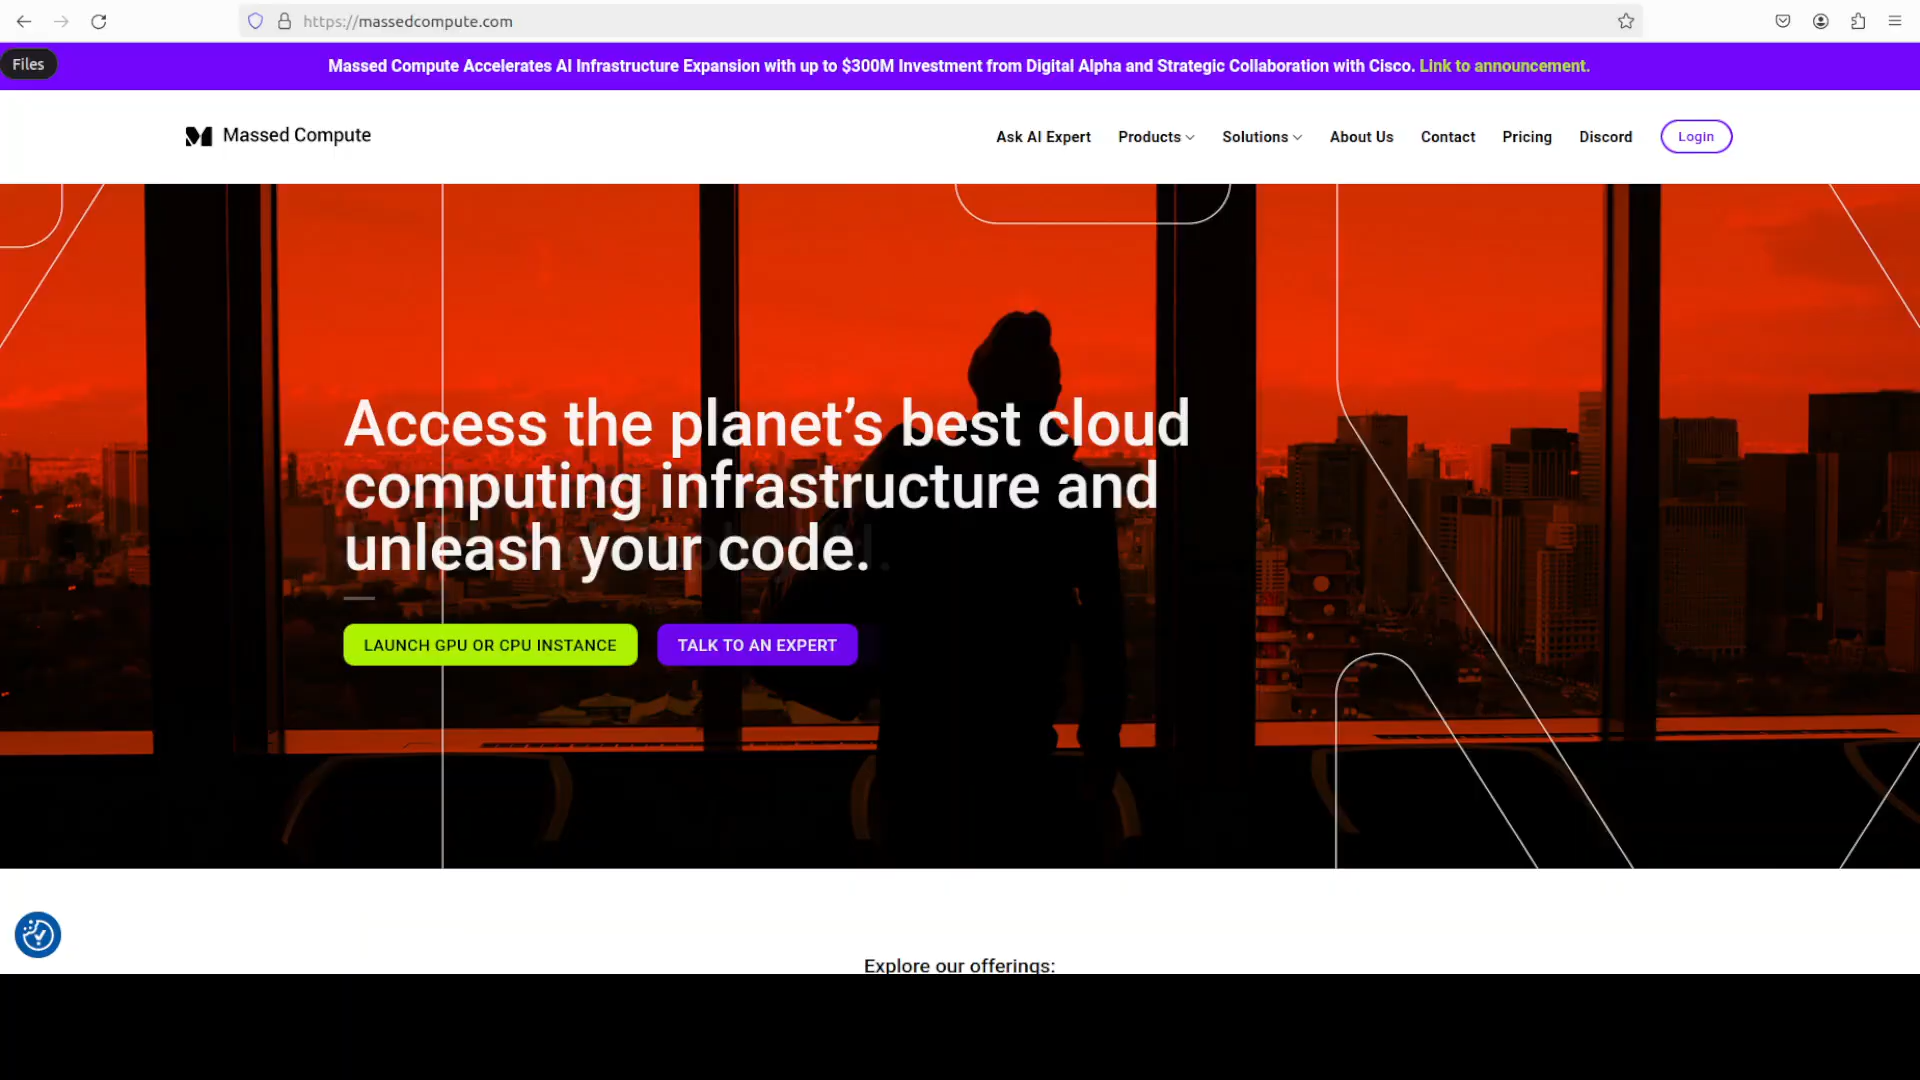 https://massedcompute.com
Files
Massed Compute Accelerates AI Infrastructure Expansion with up to $300M Investment from Digital Alpha and Strategic Collaboration with Cisco. Link to announcement.
Massed Compute
Ask AI Expert Products Solutions About Us Contact Pricing Discord Login
Access the planet’s best cloud
computing infrastructure and
unleash your code.
LAUNCH GPU OR CPU INSTANCE TALK TO AN EXPERT
Explore our offerings: